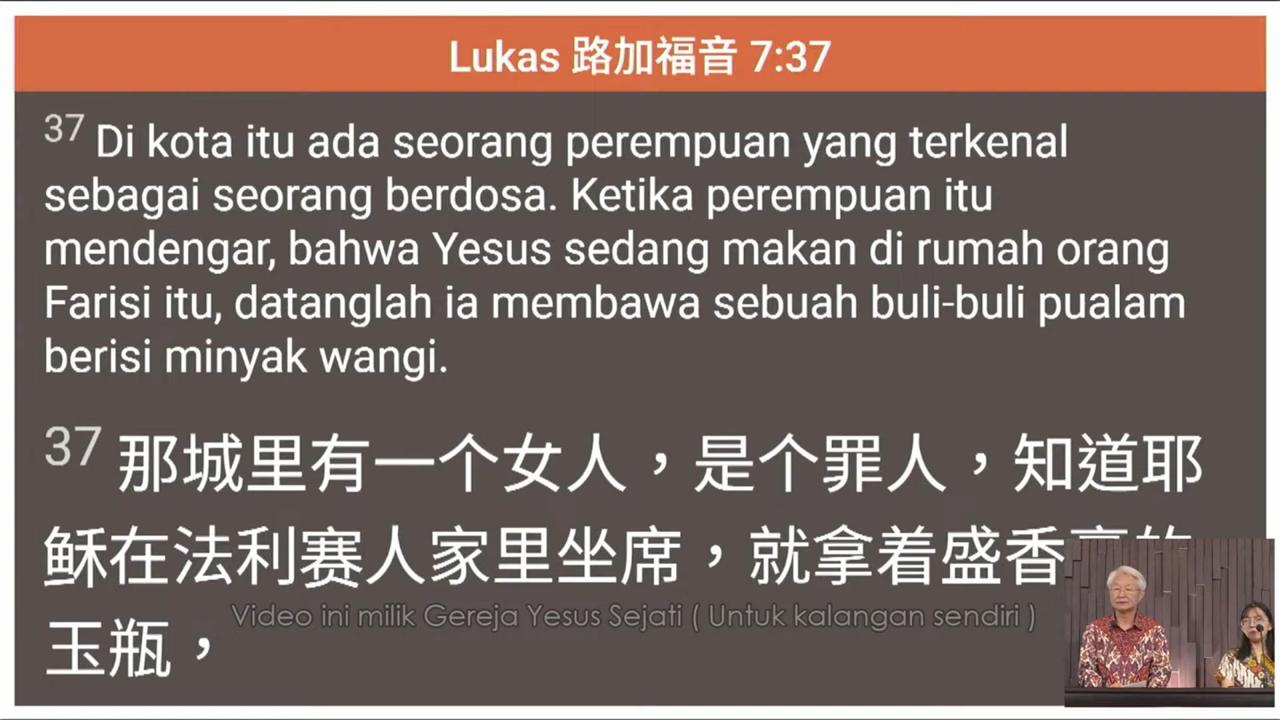 Lukas 路加福音 7:37
37 Di kota itu ada seorang perempuan yang terkenal
sebagai seorang berdosa. Ketika perempuan itu
mendengar, bahwa Yesus sedang makan di rumah orang
Farisi itu, datanglah ia membawa sebuah buli-buli pualam
berisi minyak wangi.
37 那城里有一个女人，是个罪人，知道耶
稣在法利赛人家里坐席，就拿着盛香
Video ini milik Gereja Yesus Sejati ( Untuk kalangan sendiri )
玉瓶，